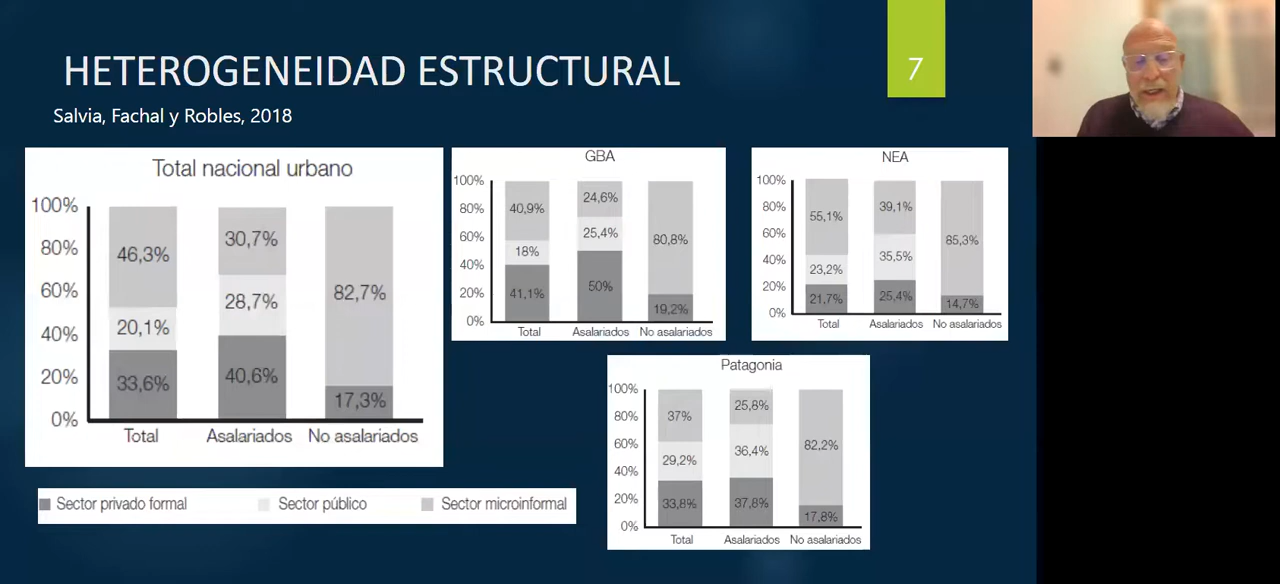 HETEROGENEIDAD ESTRUCTURAL
7
Salvia, Fachal y Robles, 2018
Total nacional urbano
100%
80%
60%
40%
20%
0%
46,3%
20,1%
33,6%
30,7%
28,7%
40,6%
82,7%
17,3%
Total
Asalariados
No asalariados
GBA
100%
80%
60%
40%
20%
0%
40,9%
18%
41,1%
24,6%
25,4%
50%
80,8%
19,2%
Total
Asalariados
No asalariados
NEA
100%
80%
60%
40%
20%
0%
55,1%
23,2%
21,7%
39,1%
35,5%
25,4%
85,3%
14,7%
Total
Asalariados
No asalariados
Patagonia
100%
80%
60%
40%
20%
0%
37%
29,2%
33,8%
25,8%
36,4%
37,8%
82,2%
17,8%
Total
Asalariados
No asalariados
Sector privado formal
Sector público
Sector microinformal